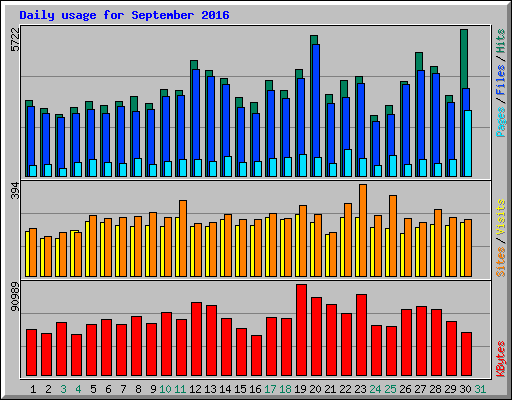 Daily usage for September 2016
5722
Pages / Files / Hits
394
Sites / Visits
90989
KBytes
1 2 3 4 5 6 7 8 9 10 11 12 13 14 15 16 17 18 19 20 21 22 23 24 25 26 27 28 29 30 31